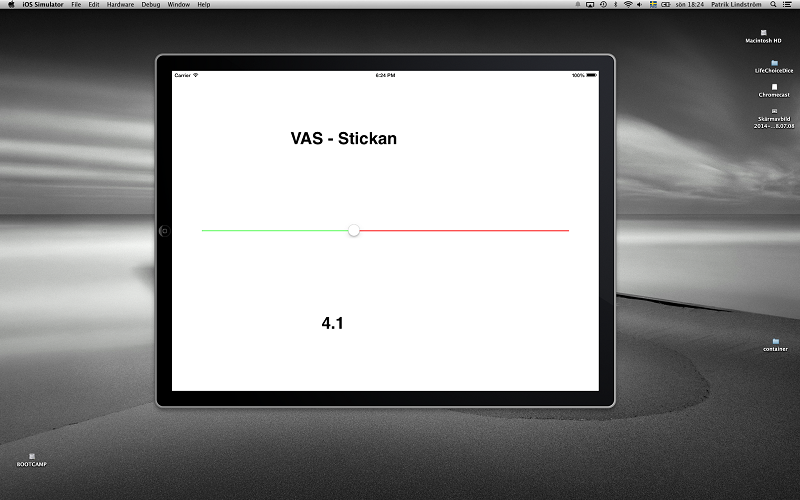 iOS Simulator File Edit Hardware Debug Window Help sön 18:24 Patrik Lindström
Macintosh HD
LifeChoiceDice
Chromecast
Skärmavbild
2014-...8.07.08
Carrier 6:24 PM 100%
VAS - Stickan
4.1
container
BOOTCAMP